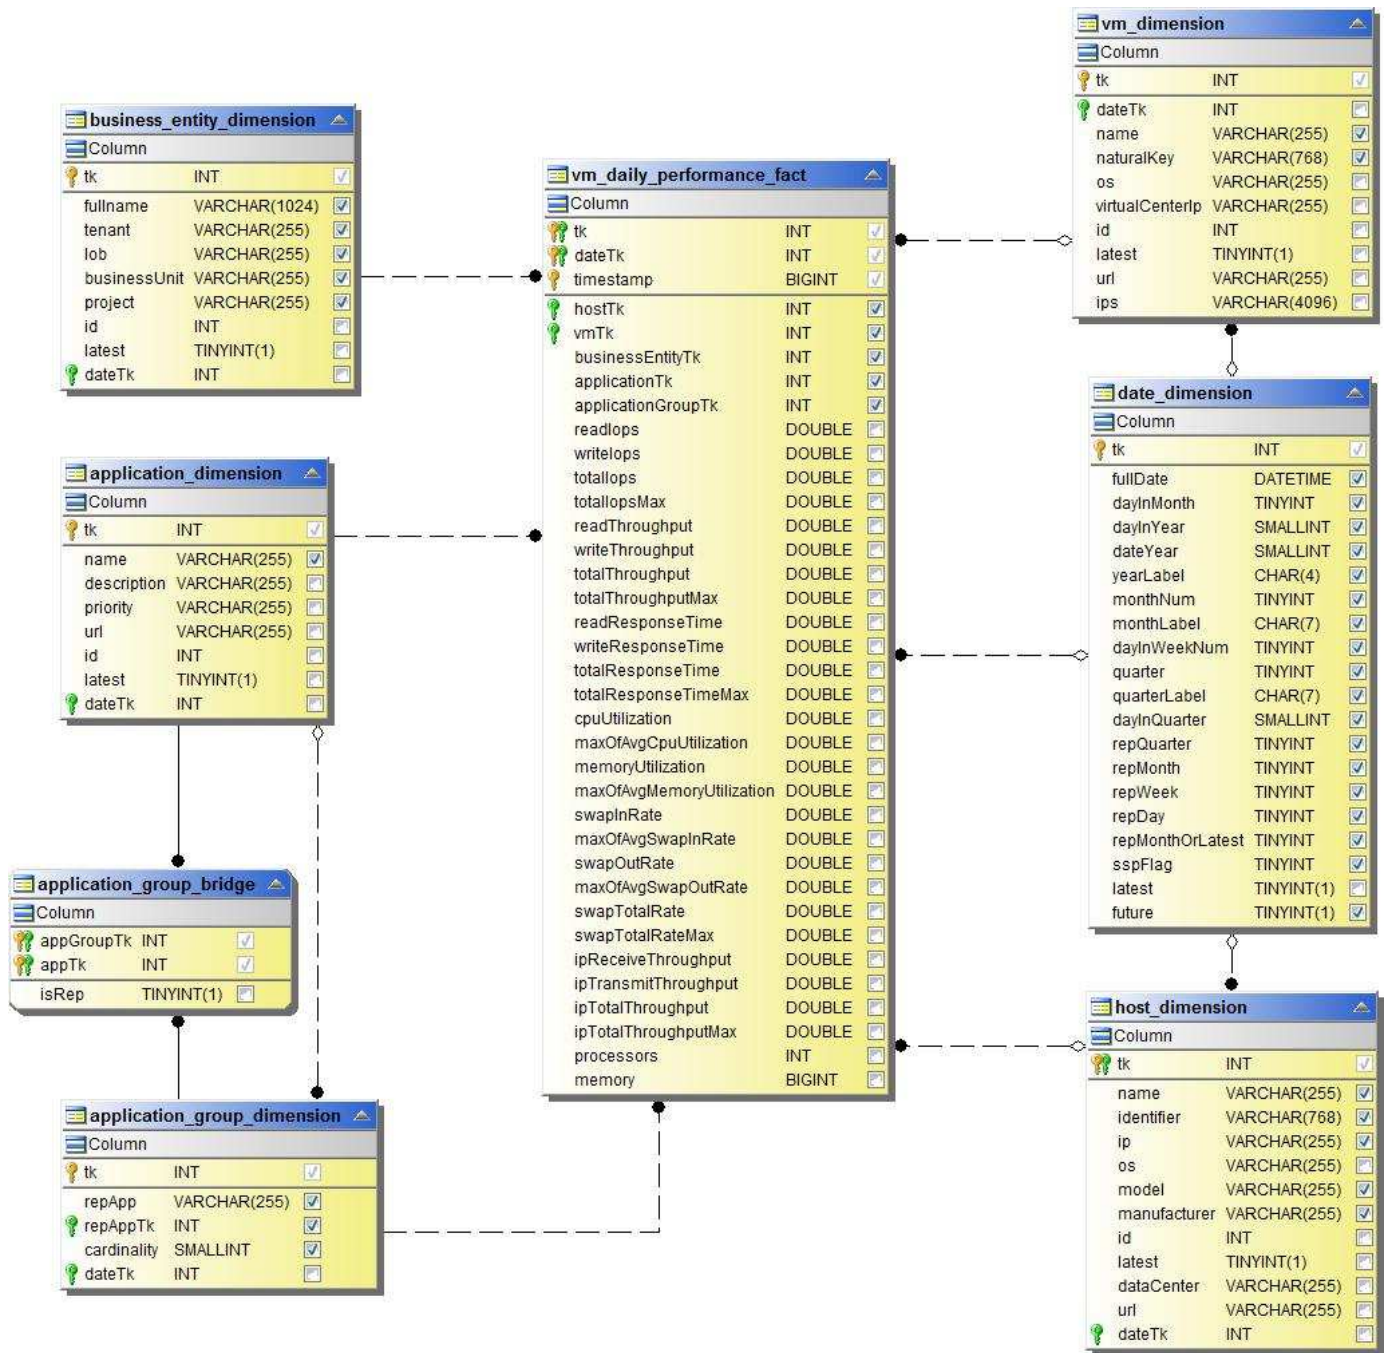 business_entity_dimension
Column
tk INT
fullname VARCHAR(1024)
tenant VARCHAR(255)
lob VARCHAR(255)
businessUnit VARCHAR(255)
project VARCHAR(255)
id INT
latest TINYINT(1)
dateTk INT
application_dimension
Column
tk INT
name VARCHAR(255)
description VARCHAR(255)
priority VARCHAR(255)
url VARCHAR(255)
id INT
latest TINYINT(1)
dateTk INT
application_group_bridge
Column
appGroupTk INT
appTk INT
isRep TINYINT(1)
application_group_dimension
Column
tk INT
repApp VARCHAR(255)
repAppTk INT
cardinality SMALLINT
dateTk INT
vm_daily_performance_fact
Column
tk INT
dateTk INT
timestamp BIGINT
hostTk INT
vmTk INT
businessEntityTk INT
applicationTk INT
applicationGroupTk INT
readIops DOUBLE
writeIops DOUBLE
totalIops DOUBLE
totalIopsMax DOUBLE
readThroughput DOUBLE
writeThroughput DOUBLE
totalThroughput DOUBLE
totalThroughputMax DOUBLE
readResponseTime DOUBLE
writeResponseTime DOUBLE
totalResponseTime DOUBLE
totalResponseTimeMax DOUBLE
cpuUtilization DOUBLE
maxOfAvgCpuUtilization DOUBLE
memoryUtilization DOUBLE
maxOfAvgMemoryUtilization DOUBLE
swapInRate DOUBLE
maxOfAvgSwapInRate DOUBLE
swapOutRate DOUBLE
maxOfAvgSwapOutRate DOUBLE
swapTotalRate DOUBLE
swapTotalRateMax DOUBLE
ipReceiveThroughput DOUBLE
ipTransmitThroughput DOUBLE
ipTotalThroughput DOUBLE
ipTotalThroughputMax DOUBLE
processors INT
memory BIGINT
vm_dimension
Column
tk INT
dateTk INT
name VARCHAR(255)
naturalKey VARCHAR(768)
os VARCHAR(255)
virtualCenterIp VARCHAR(255)
id INT
latest TINYINT(1)
url VARCHAR(255)
ips VARCHAR(4096)
date_dimension
Column
tk INT
fullDate DATETIME
dayInMonth TINYINT
dayInYear SMALLINT
dateYear SMALLINT
yearLabel CHAR(4)
monthNum TINYINT
monthLabel CHAR(7)
dayInWeekNum TINYINT
quarter TINYINT
quarterLabel CHAR(7)
dayInQuarter SMALLINT
repQuarter TINYINT
repMonth TINYINT
repWeek TINYINT
repDay TINYINT
repMonthOrLatest TINYINT
sspFlag TINYINT
latest TINYINT(1)
future TINYINT(1)
host_dimension
Column
tk INT
name VARCHAR(255)
identifier VARCHAR(768)
ip VARCHAR(255)
os VARCHAR(255)
model VARCHAR(255)
manufacturer VARCHAR(255)
id INT
latest TINYINT(1)
dataCenter VARCHAR(255)
url VARCHAR(255)
dateTk INT